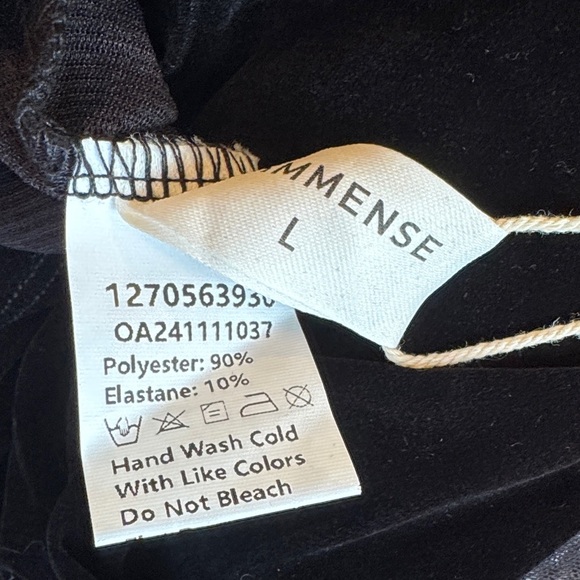 MMENSE
L
127056393
OA241111037
Polyester: 90%
Elastane: 10%
Hand Wash Cold
With Like Colors
Do Not Bleach